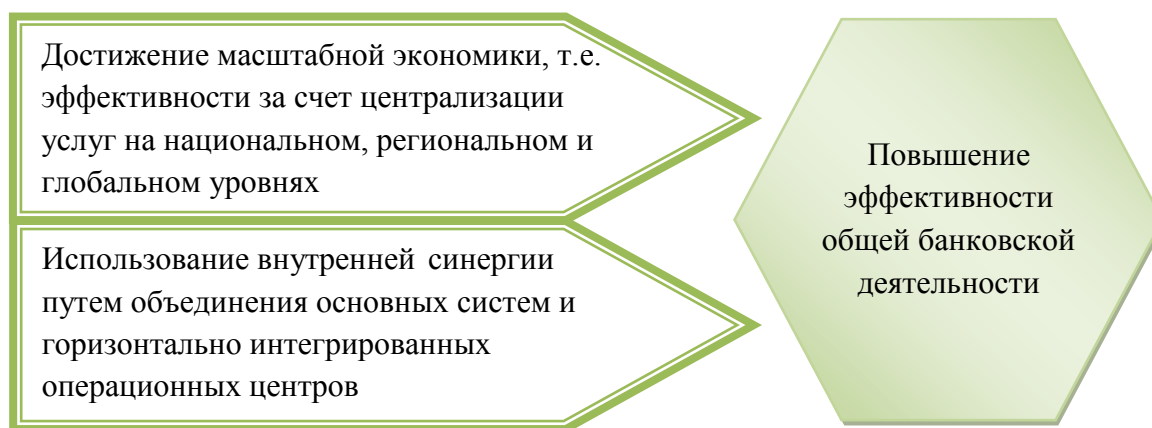 Достижение масштабной экономики, т.е.
эффективности за счет централизации
услуг на национальном, региональном и
глобальном уровнях
Использование внутренней синергии
путем объединения основных систем и
горизонтально интегрированных
операционных центров
Повышение
эффективности
общей банковской
деятельности